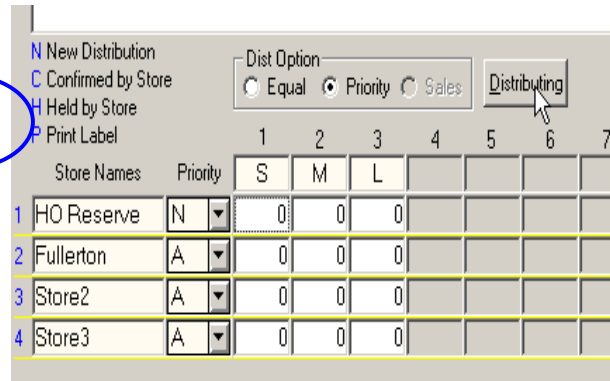 N New Distribution
C Confirmed by Store
H Held by Store
P Print Label
Dist Option
Equal Priority Sales
Distributing
1 2 3 4 5 6 7
Store Names Priority S M L
1 HO Reserve N 0 0 0
2 Fullerton A 0 0 0
3 Store2 A 0 0 0
4 Store3 A 0 0 0